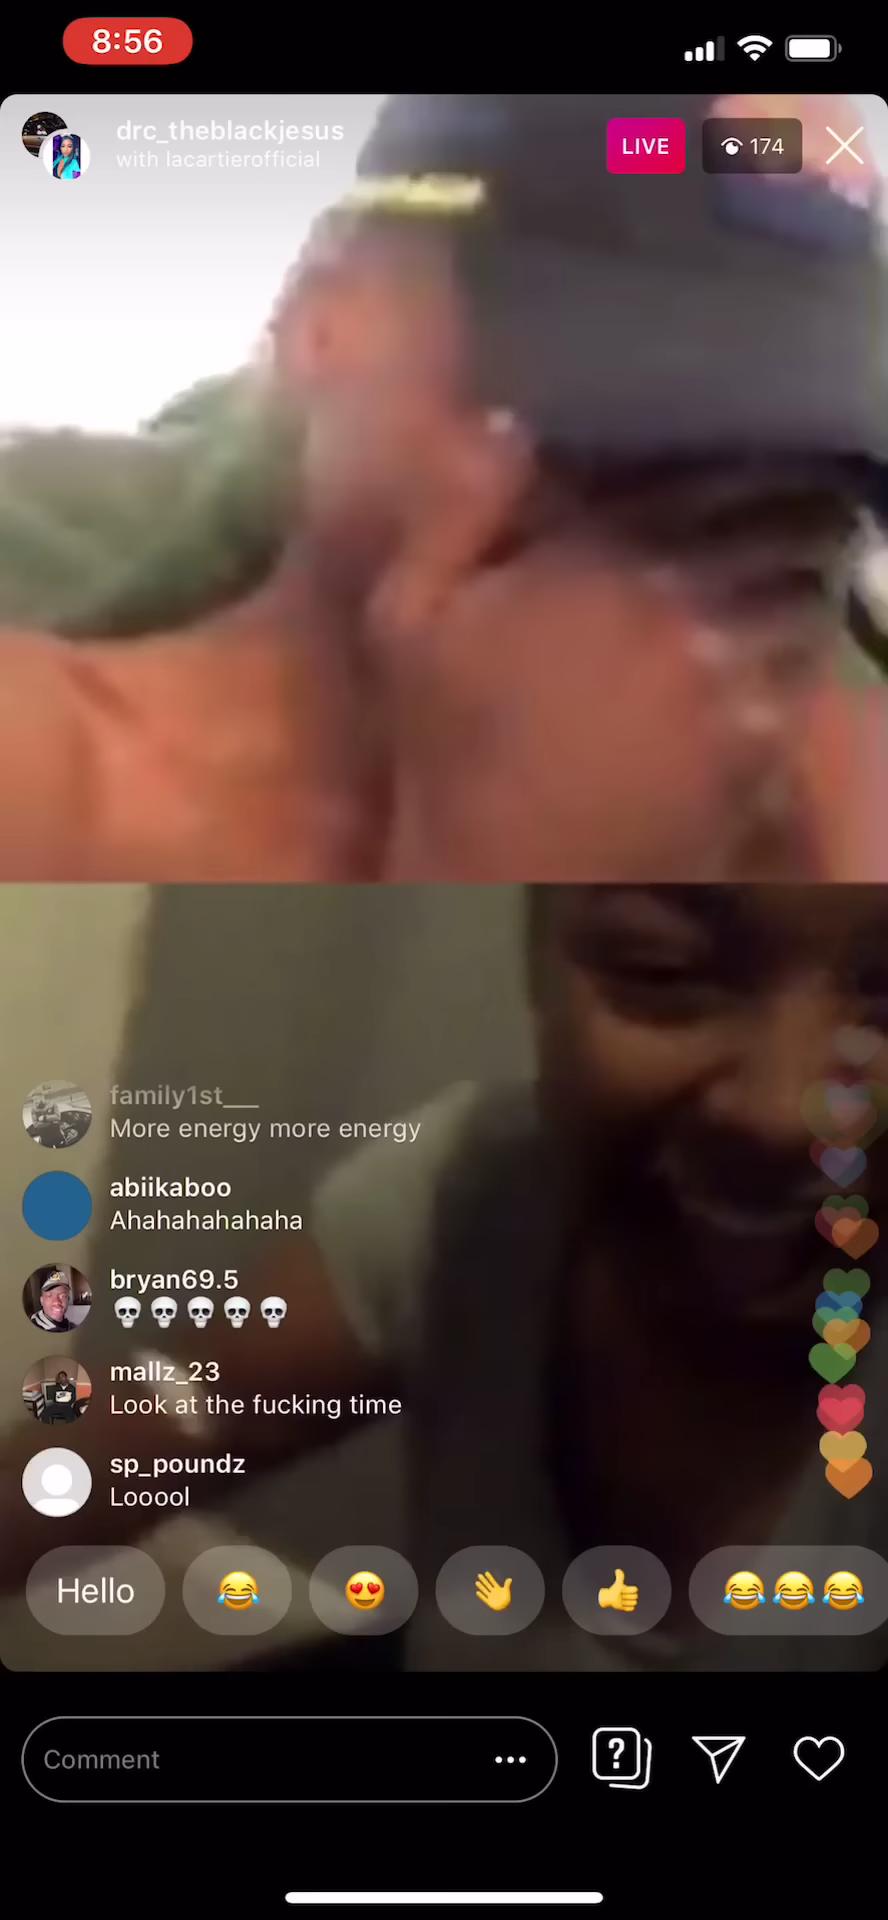 8:56
drc_theblackjesus
with lacartierofficial
LIVE
174
family1st___
More energy more energy
abiikaboo
Ahahahahahaha
bryan69.5
💀💀💀💀💀
mallz_23
Look at the fucking time
sp_poundz
Looool
Hello 😂 😍 👋 👍 😂😂😂
Comment
?